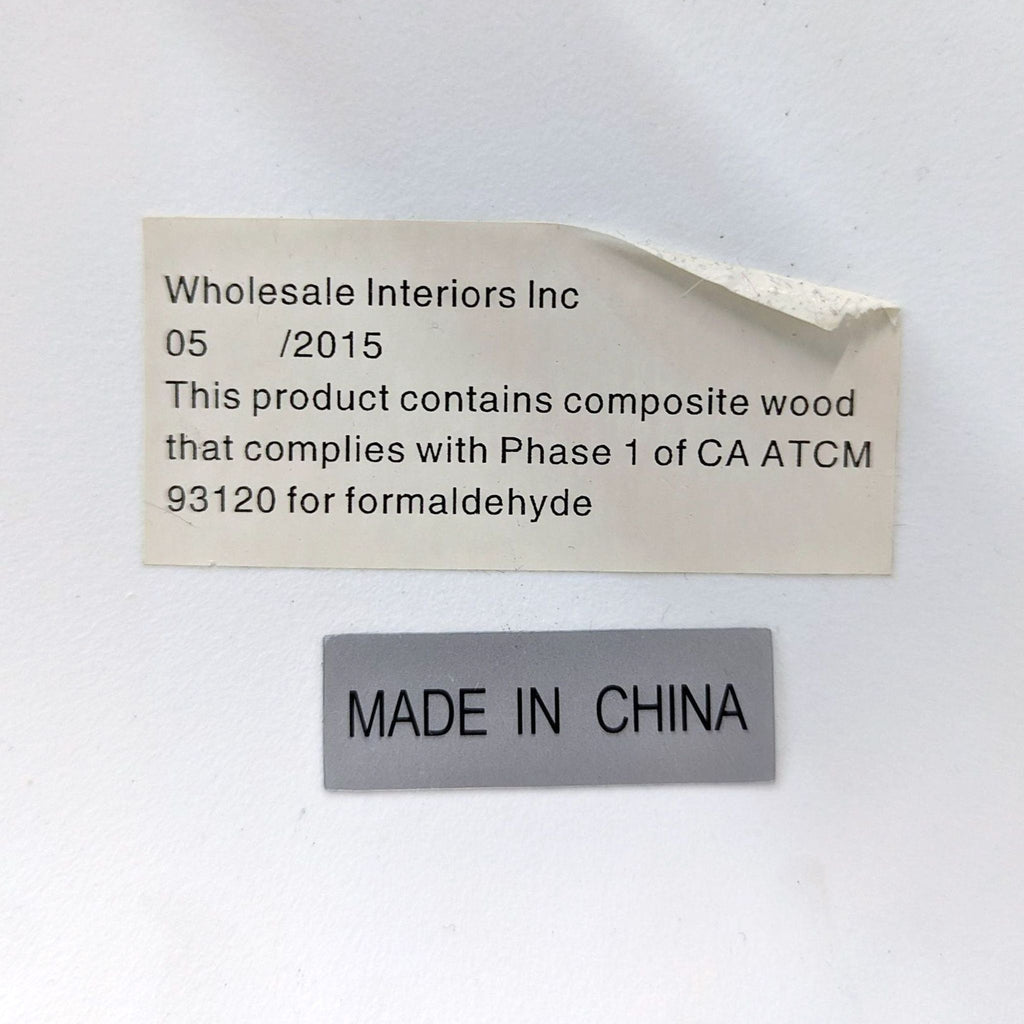 Wholesale Interiors Inc
05 /2015
This product contains composite wood
that complies with Phase 1 of CA ATCM
93120 for formaldehyde
MADE IN CHINA